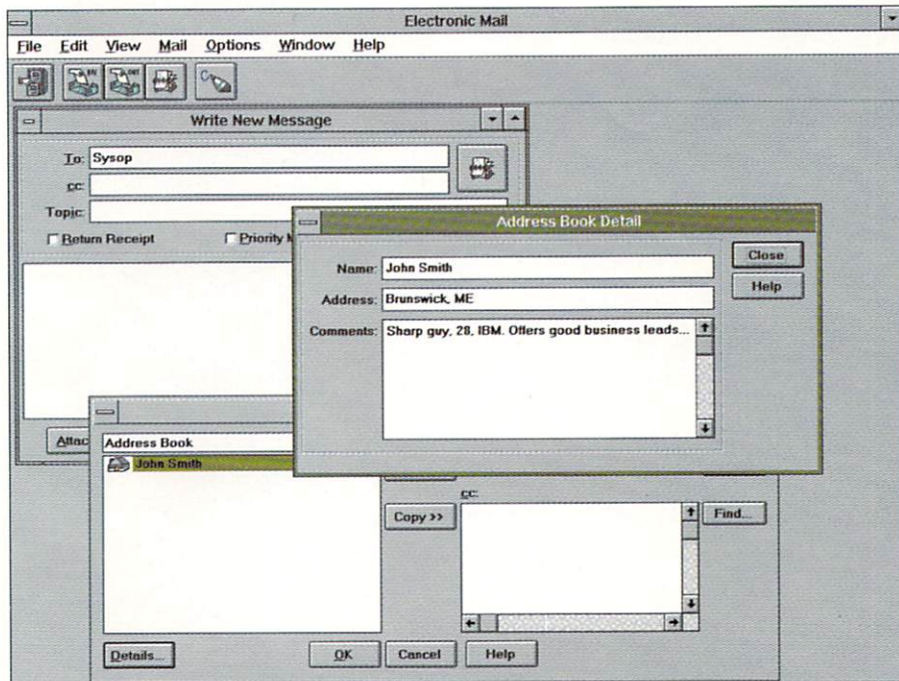 Electronic Mail
File Edit View Mail Options Window Help
IN OUT
Write New Message
To: Sysop
cc:
Topic:
Return Receipt Priority
Address Book Detail
Name: John Smith
Address: Brunswick, ME
Comments: Sharp guy, 28, IBM. Offers good business leads...
Close
Help
Address Book
John Smith
cc:
Copy >> Find...
Details... OK Cancel Help